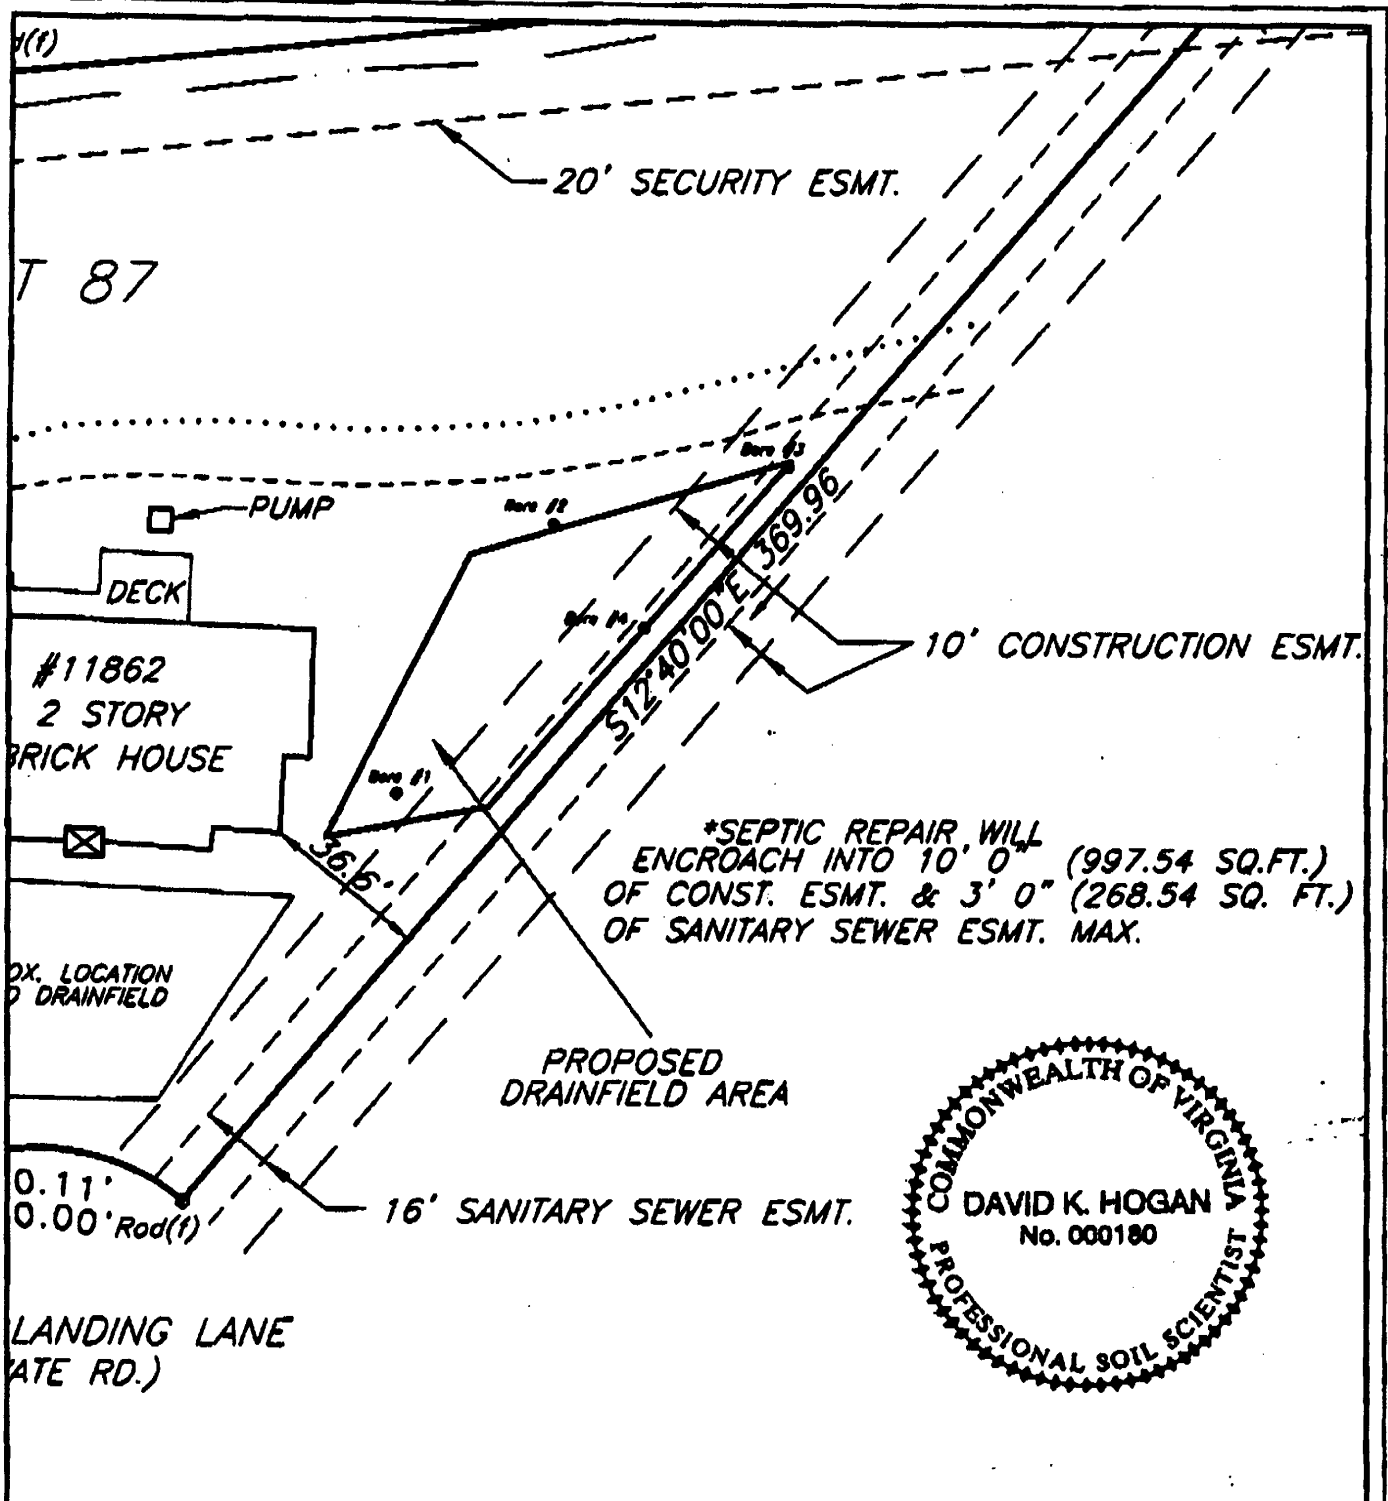 d(f)
20' SECURITY ESMT.
T 87
Bore #3
Bore #2
PUMP
369.96
S12°40'00"E
DECK
Bore #4
10' CONSTRUCTION ESMT.
#11862
2 STORY
BRICK HOUSE
Bore #1
36.6'
*SEPTIC REPAIR WILL
ENCROACH INTO 10' 0" (997.54 SQ.FT.)
OF CONST. ESMT. & 3' 0" (268.54 SQ. FT.)
OF SANITARY SEWER ESMT. MAX.
OX. LOCATION
D DRAINFIELD
PROPOSED
DRAINFIELD AREA
COMMONWEALTH OF VIRGINIA
DAVID K. HOGAN
No. 000180
PROFESSIONAL SOIL SCIENTIST
0.11'
0.00' Rod(f)
16' SANITARY SEWER ESMT.
LANDING LANE
ATE RD.)